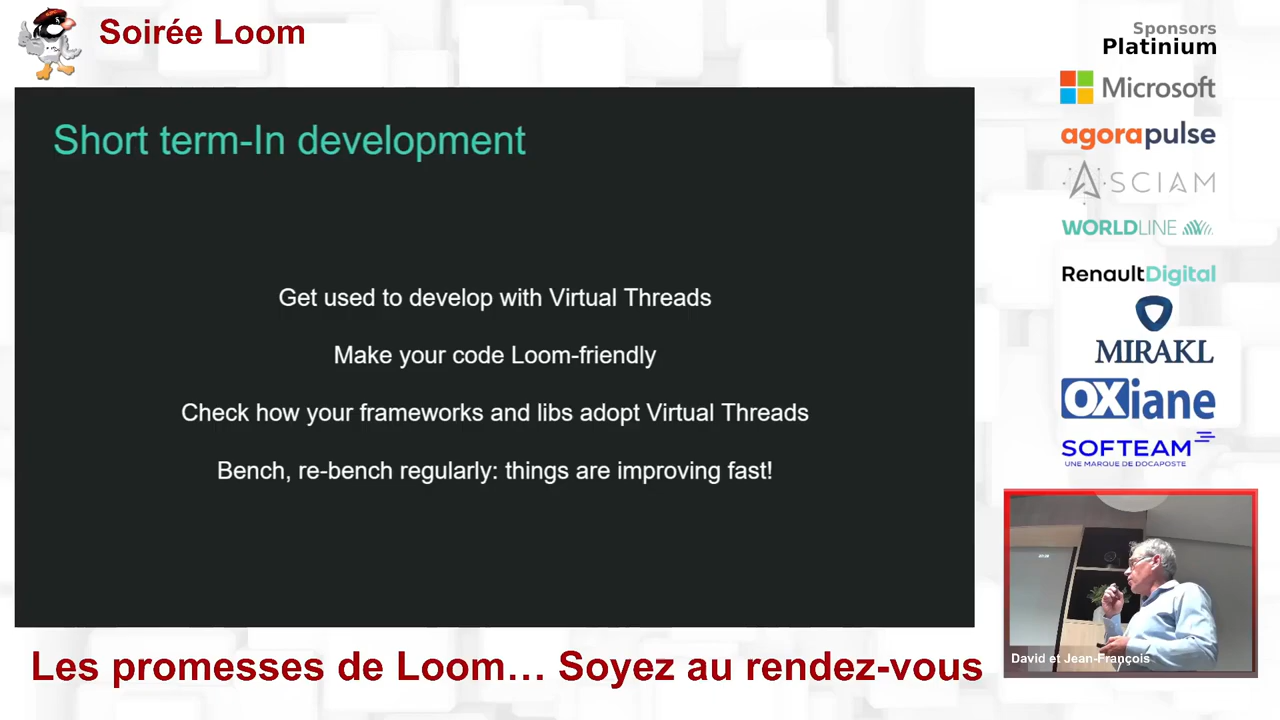 Soirée Loom
Sponsors
Platinium
Short term-In development
Get used to develop with Virtual Threads
Make your code Loom-friendly
Check how your frameworks and libs adopt Virtual Threads
Bench, re-bench regularly: things are improving fast!
Microsoft
agorapulse
ASCIAM
WORLDLINE
RenaultDigital
MIRAKL
OXiane
SOFTEAM
UNE MARQUE DE DOCAPOSTE
David et Jean-François
Les promesses de Loom… Soyez au rendez-vous